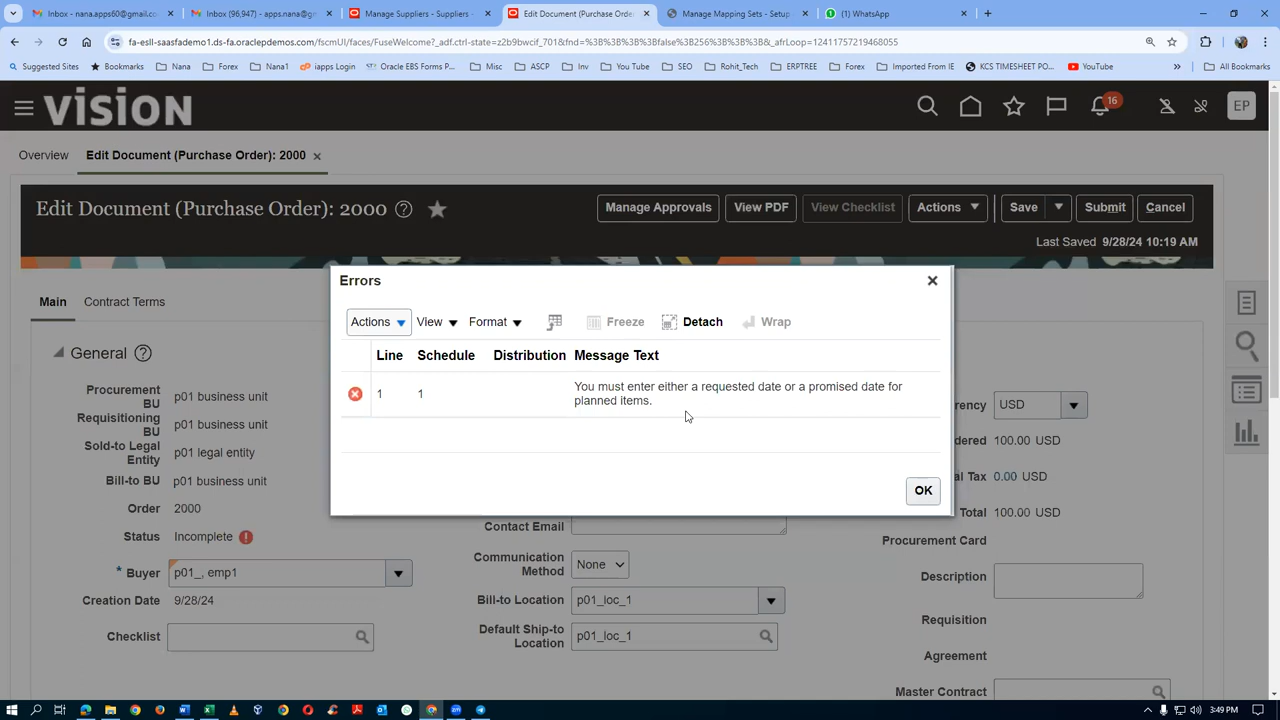 Inbox - nana.apps60@gmail.co
Inbox (96,947) - apps.nana@gm
Manage Suppliers - Suppliers -
Edit Document (Purchase Order)
Manage Mapping Sets - Setup
(1) WhatsApp
fa-esll-saasfademo1.ds-fa.oraclepdemos.com/fscmUI/faces/FuseWelcome?_adf.ctrl-state=z2b9bwcif_701&fnd=%3B%3B%3B%3Bfalse%3B256%3B%3B%3B&_afrLoop=12411757219468055
Suggested Sites
Bookmarks
Nana
Forex
Nana1
iapps Login
Oracle EBS Forms P...
Misc
ASCP
Inv
You Tube
SEO
Rohit_Tech
ERPTREE
Forex
Imported From IE
KCS TIMESHEET PO...
YouTube
»
All Bookmarks
VISION
16
EP
Overview
Edit Document (Purchase Order): 2000
Edit Document (Purchase Order): 2000
Manage Approvals
View PDF
View Checklist
Actions
Save
Submit
Cancel
Last Saved 9/28/24 10:19 AM
Errors
Actions
View
Format
Freeze
Detach
Wrap
Line
Schedule
Distribution
Message Text
1
1
You must enter either a requested date or a promised date for
planned items.
OK
Main
Contract Terms
General
Procurement
BU
p01 business unit
Requisitioning
BU
p01 business unit
Sold-to Legal
Entity
p01 legal entity
Bill-to BU
p01 business unit
Order
2000
Status
Incomplete
* Buyer
p01_, emp1
Creation Date
9/28/24
Checklist
Contact Email
Communication
Method
None
Bill-to Location
p01_loc_1
Default Ship-to
Location
p01_loc_1
rency
USD
dered
100.00 USD
al Tax
0.00 USD
Total
100.00 USD
Procurement Card
Description
Requisition
Agreement
Master Contract
3:49 PM